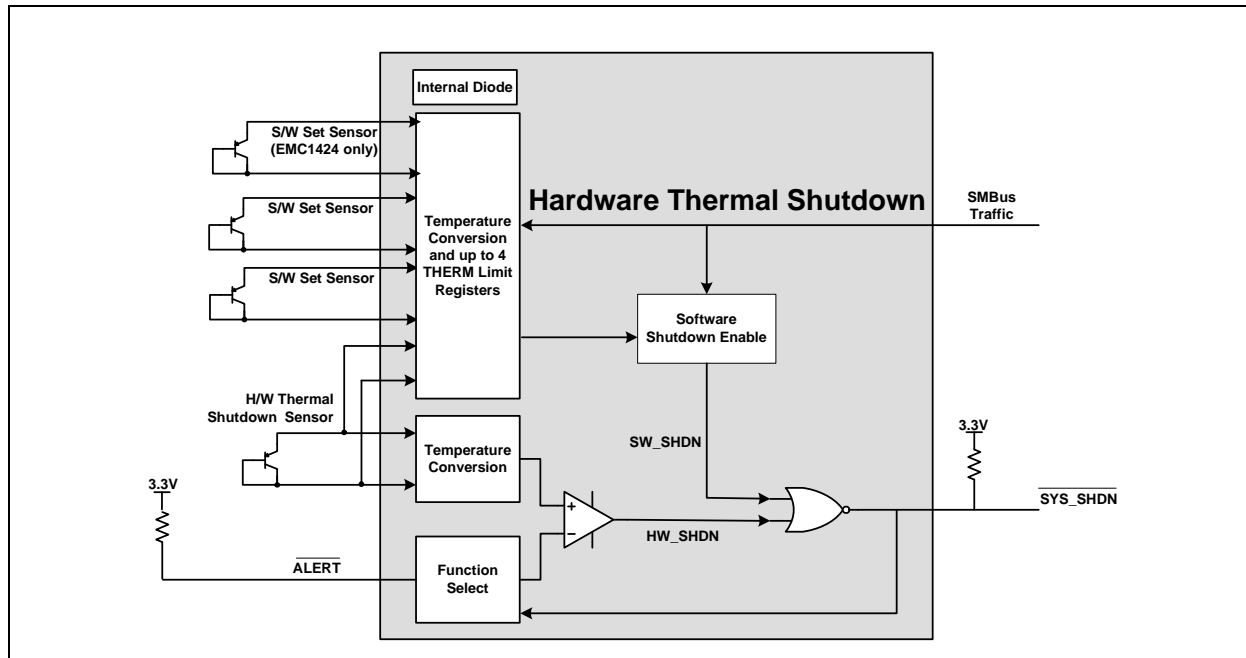 Internal Diode
S/W Set Sensor
(EMC1424 only)
S/W Set Sensor
S/W Set Sensor
Temperature
Conversion
and up to 4
THERM Limit
Registers
Hardware Thermal Shutdown
SMBus
Traffic
Software
Shutdown Enable
H/W Thermal
Shutdown Sensor
Temperature
Conversion
SW_SHDN
3.3V
3.3V
+
−
HW_SHDN
SYS_SHDN
ALERT
Function
Select